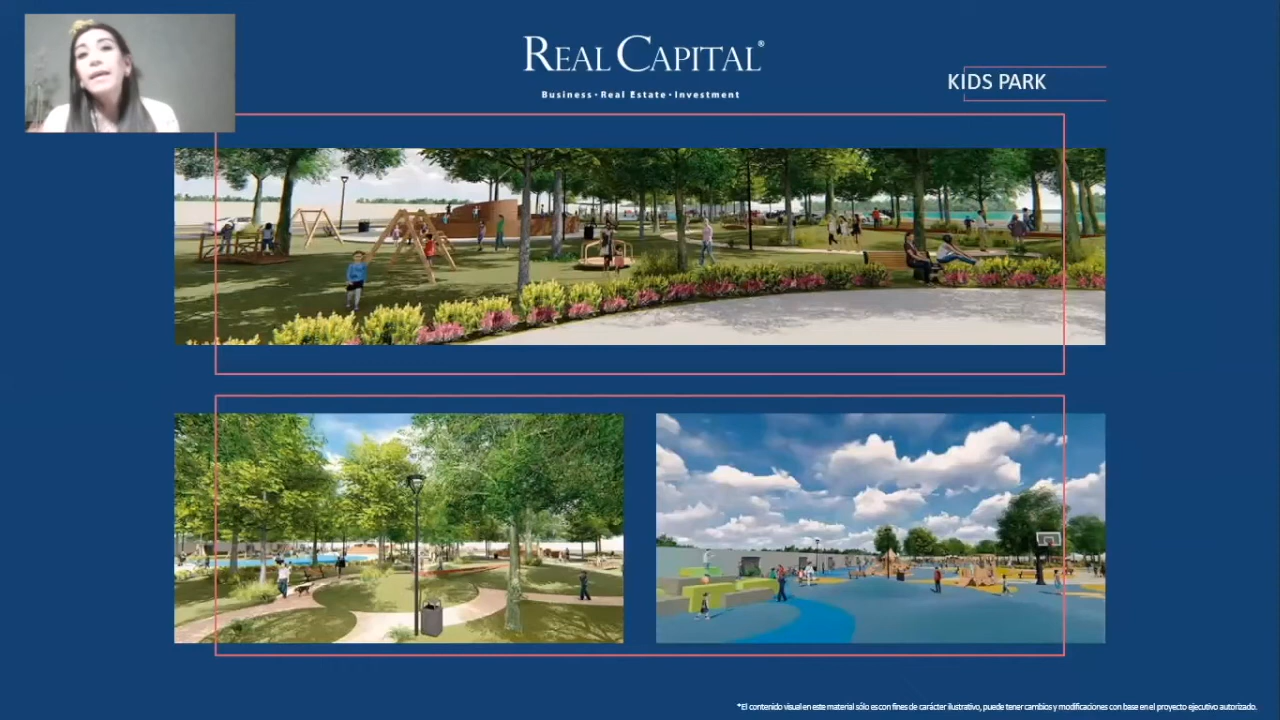 REAL CAPITAL®
Business • Real Estate • Investment
KIDS PARK
*El contenido visual en este material sólo es con fines de carácter ilustrativo, puede tener cambios y modificaciones con base en el proyecto ejecutivo autorizado.